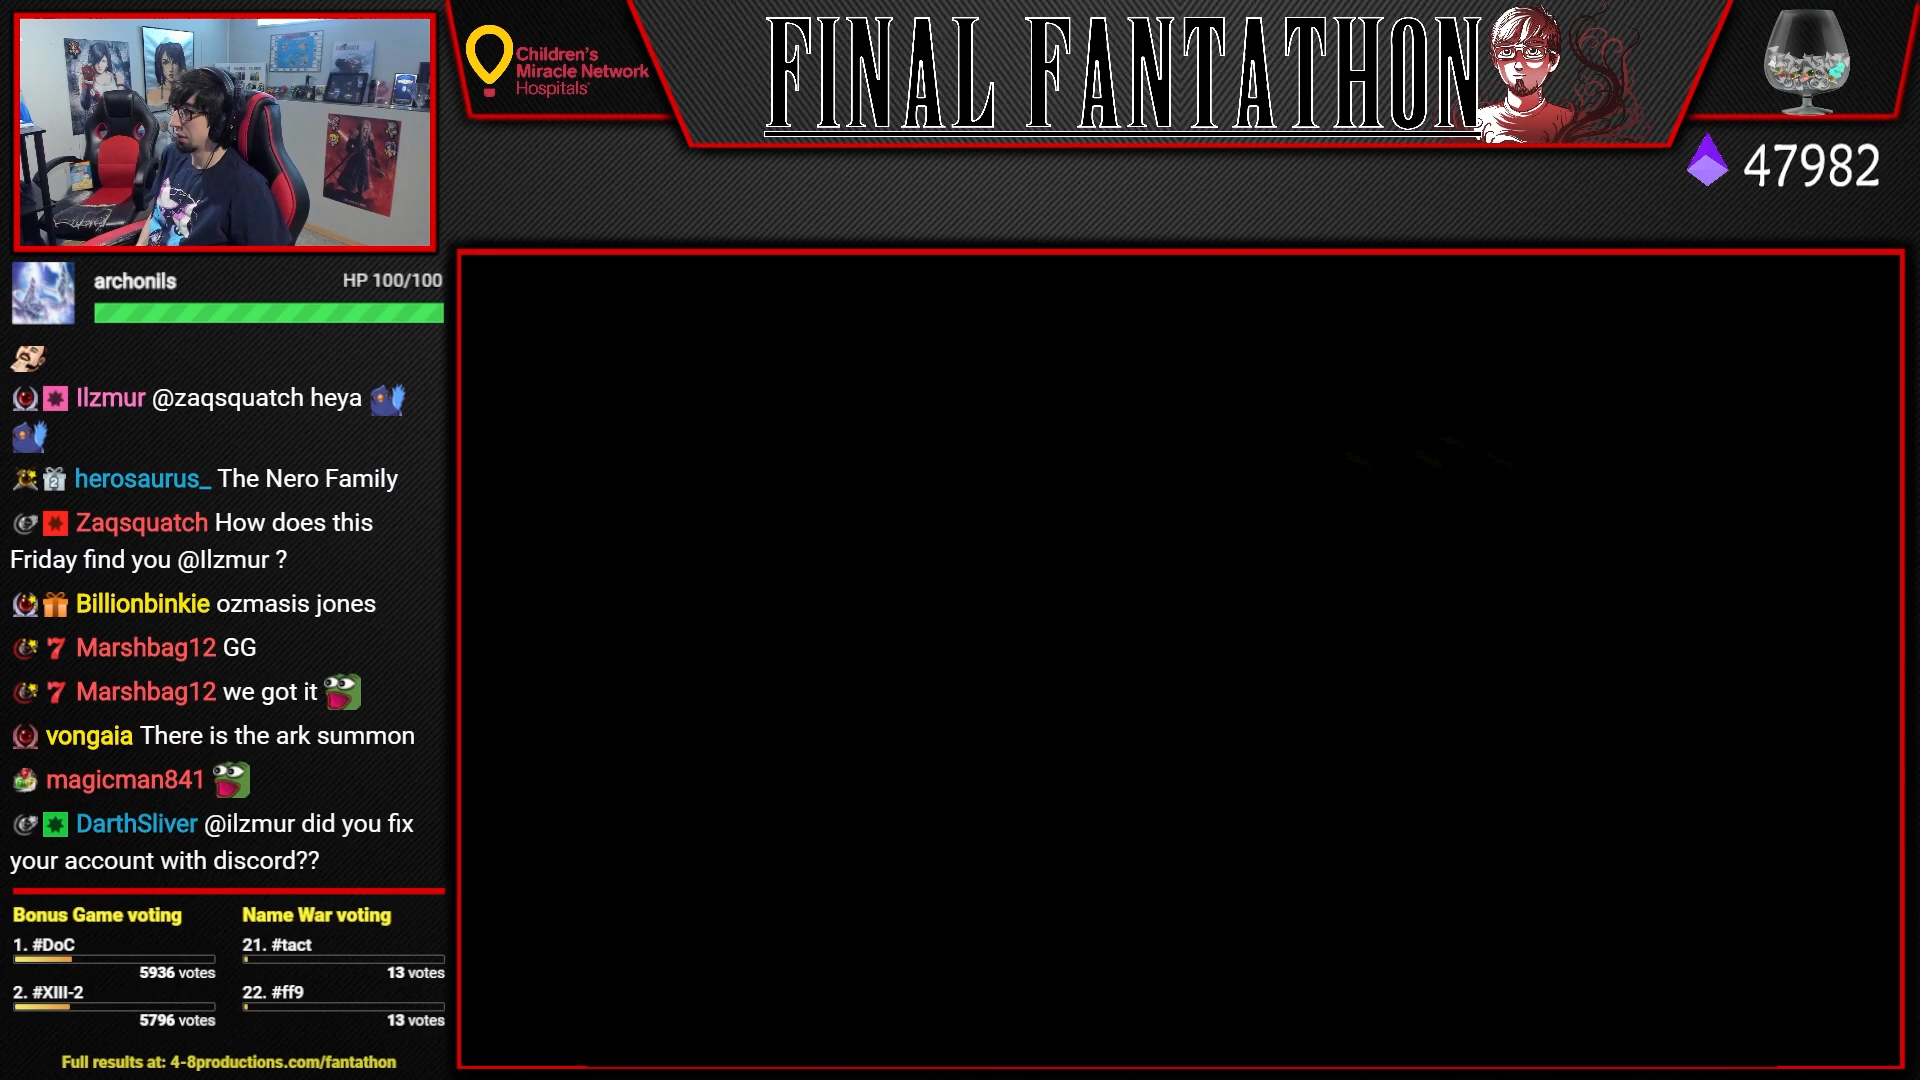 Children's
Miracle Network
Hospitals
FINAL FANTATHON
47982
archonils HP 100/100
Ilzmur @zaqsquatch heya
herosaurus_ The Nero Family
Zaqsquatch How does this
Friday find you @Ilzmur ?
Billionbinkie ozmasis jones
7 Marshbag12 GG
7 Marshbag12 we got it
vongaia There is the ark summon
magicman841
DarthSliver @ilzmur did you fix
your account with discord??
Bonus Game voting
1. #DoC
5936 votes
2. #XIII-2
5796 votes
Name War voting
21. #tact
13 votes
22. #ff9
13 votes
Full results at: 4-8productions.com/fantathon